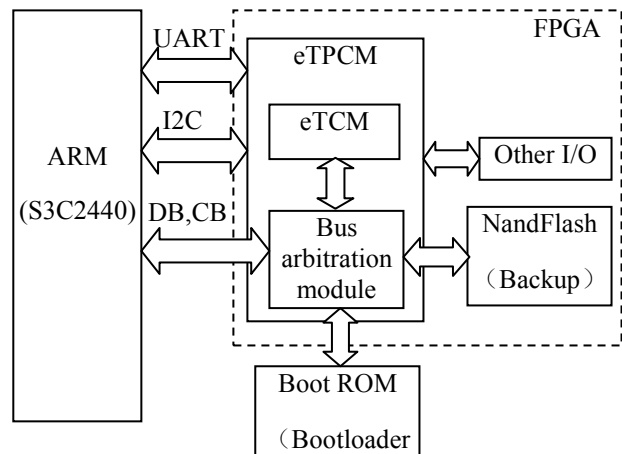 FPGA
UART
eTPCM
I2C
eTCM
ARM
(S3C2440)
Other I/O
DB,CB
Bus
arbitration
module
NandFlash
（Backup）
Boot ROM
（Bootloader